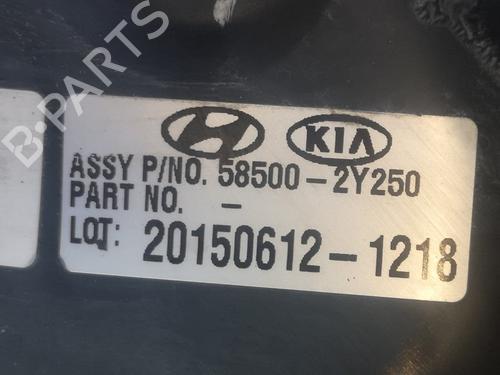 B-PARTS
KIA
ASSY P/NO. 58500-2Y250
PART NO. -
LOT: 20150612-1218